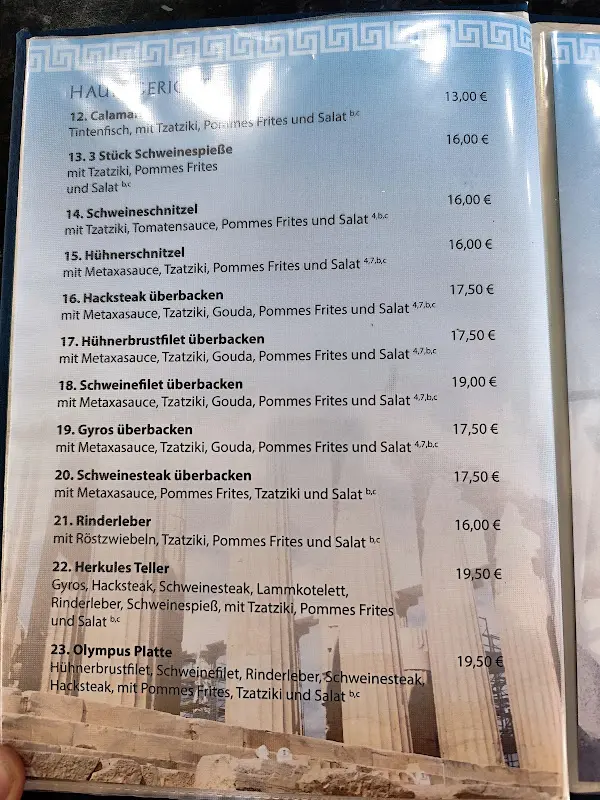 12. Calamar
13,00 €
Tintenfisch, mit Tzatziki, Pommes Frites und Salat b,c
13. 3 Stück Schweinespieße
16,00 €
mit Tzatziki, Pommes Frites
und Salat b,c
14. Schweineschnitzel
16,00 €
mit Tzatziki, Tomatensauce, Pommes Frites und Salat 4,b,c
15. Hühnerschnitzel
16,00 €
mit Metaxasauce, Tzatziki, Pommes Frites und Salat 4,7,b,c
16. Hacksteak überbacken
17,50 €
mit Metaxasauce, Tzatziki, Gouda, Pommes Frites und Salat 4,7,b,c
17. Hühnerbrustfilet überbacken
17,50 €
mit Metaxasauce, Tzatziki, Gouda, Pommes Frites und Salat 4,7,b,c
18. Schweinefilet überbacken
19,00 €
mit Metaxasauce, Tzatziki, Gouda, Pommes Frites und Salat 4,7,b,c
19. Gyros überbacken
17,50 €
mit Metaxasauce, Tzatziki, Gouda, Pommes Frites und Salat 4,7,b,c
20. Schweinesteak überbacken
17,50 €
mit Metaxasauce, Pommes Frites, Tzatziki und Salat b,c
21. Rinderleber
16,00 €
mit Röstzwiebeln, Tzatziki, Pommes Frites und Salat b,c
22. Herkules Teller
19,50 €
Gyros, Hacksteak, Schweinesteak, Lammkotelett,
Rinderleber, Schweinespieß, mit Tzatziki, Pommes Frites
und Salat b,c
23. Olympus Platte
19,50 €
Hühnerbrustfilet, Schweinefilet, Rinderleber, Schweinesteak,
Hacksteak, mit Pommes Frites, Tzatziki und Salat b,c